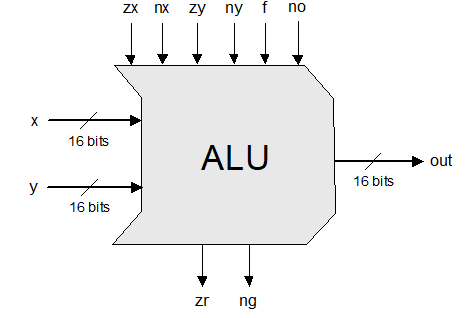 zx nx zy ny f no
x
16 bits
ALU
out
16 bits
y
16 bits
zr ng